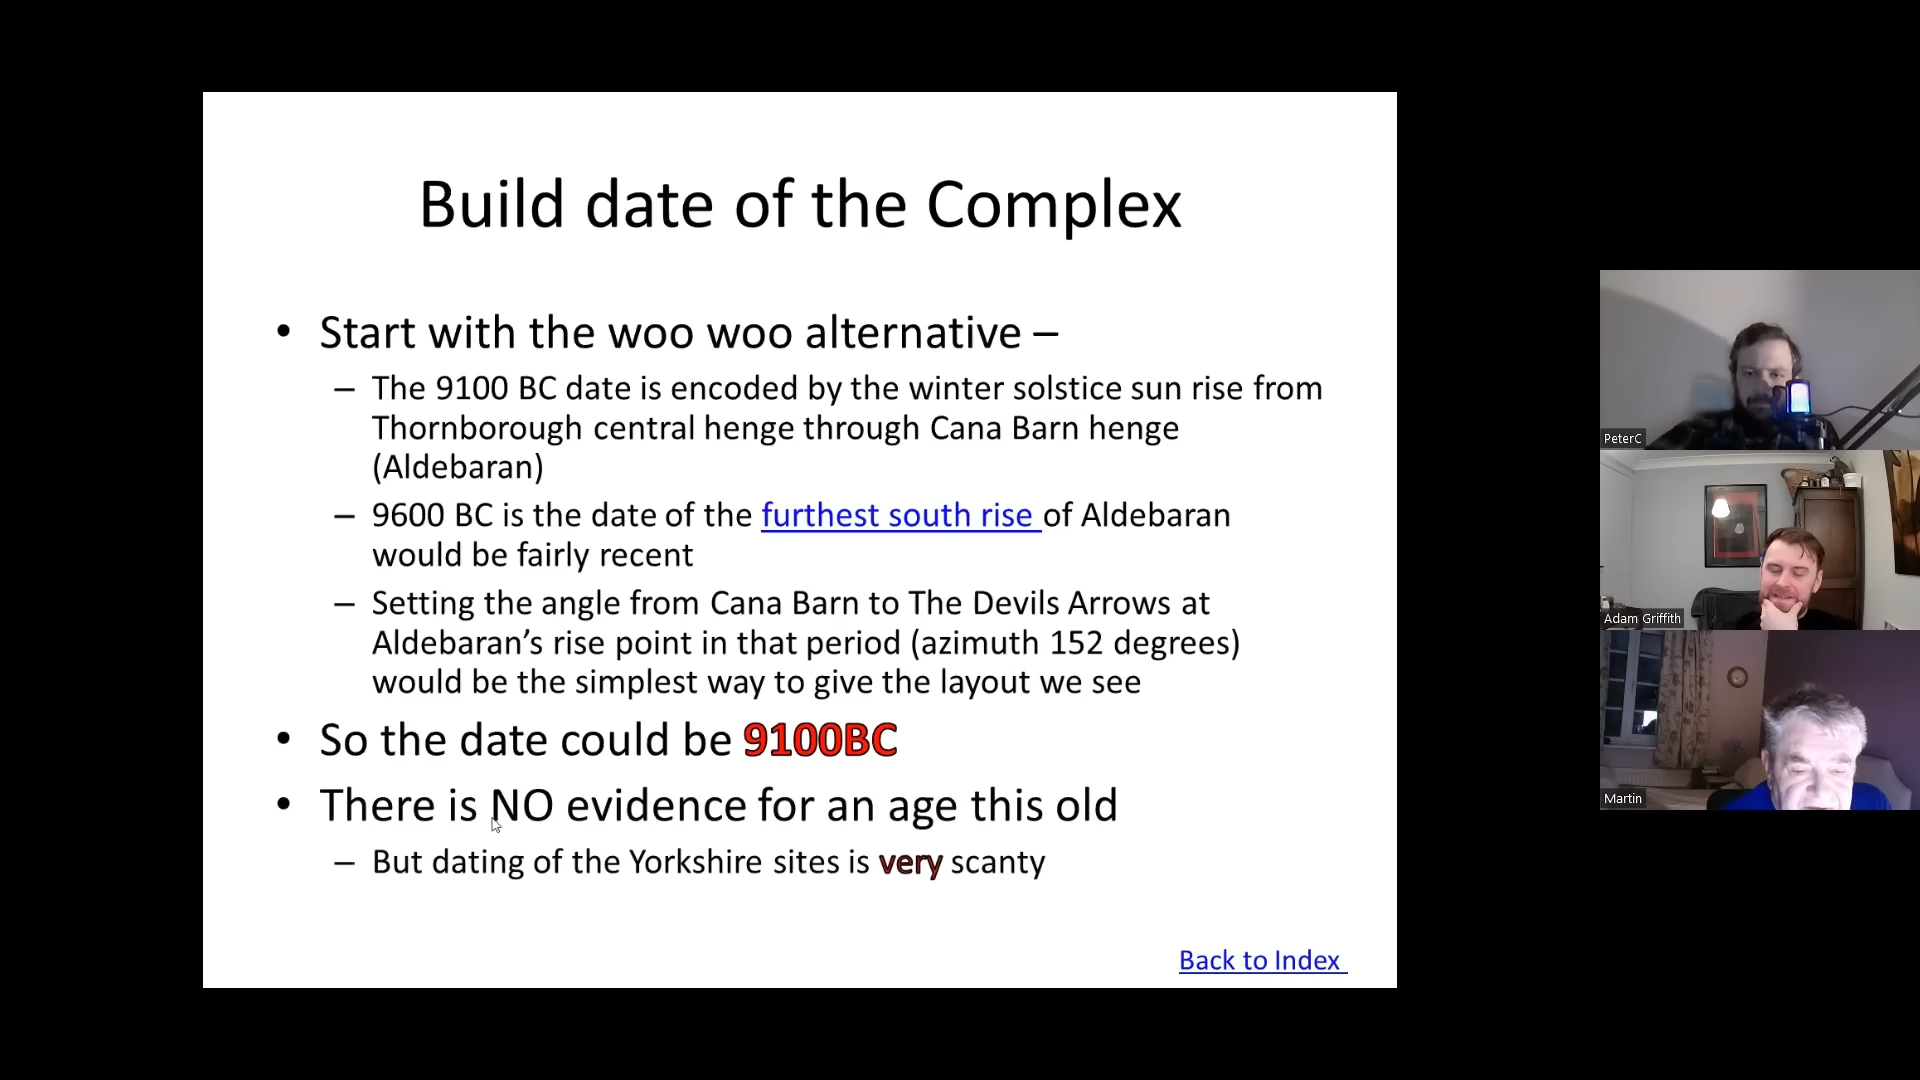 Build date of the Complex
• Start with the woo woo alternative –
– The 9100 BC date is encoded by the winter solstice sun rise from
Thornborough central henge through Cana Barn henge
(Aldebaran)
– 9600 BC is the date of the furthest south rise of Aldebaran
would be fairly recent
– Setting the angle from Cana Barn to The Devils Arrows at
Aldebaran’s rise point in that period (azimuth 152 degrees)
would be the simplest way to give the layout we see
• So the date could be 9100BC
• There is NO evidence for an age this old
– But dating of the Yorkshire sites is very scanty
Back to Index
PeterC
Adam Griffith
Martin